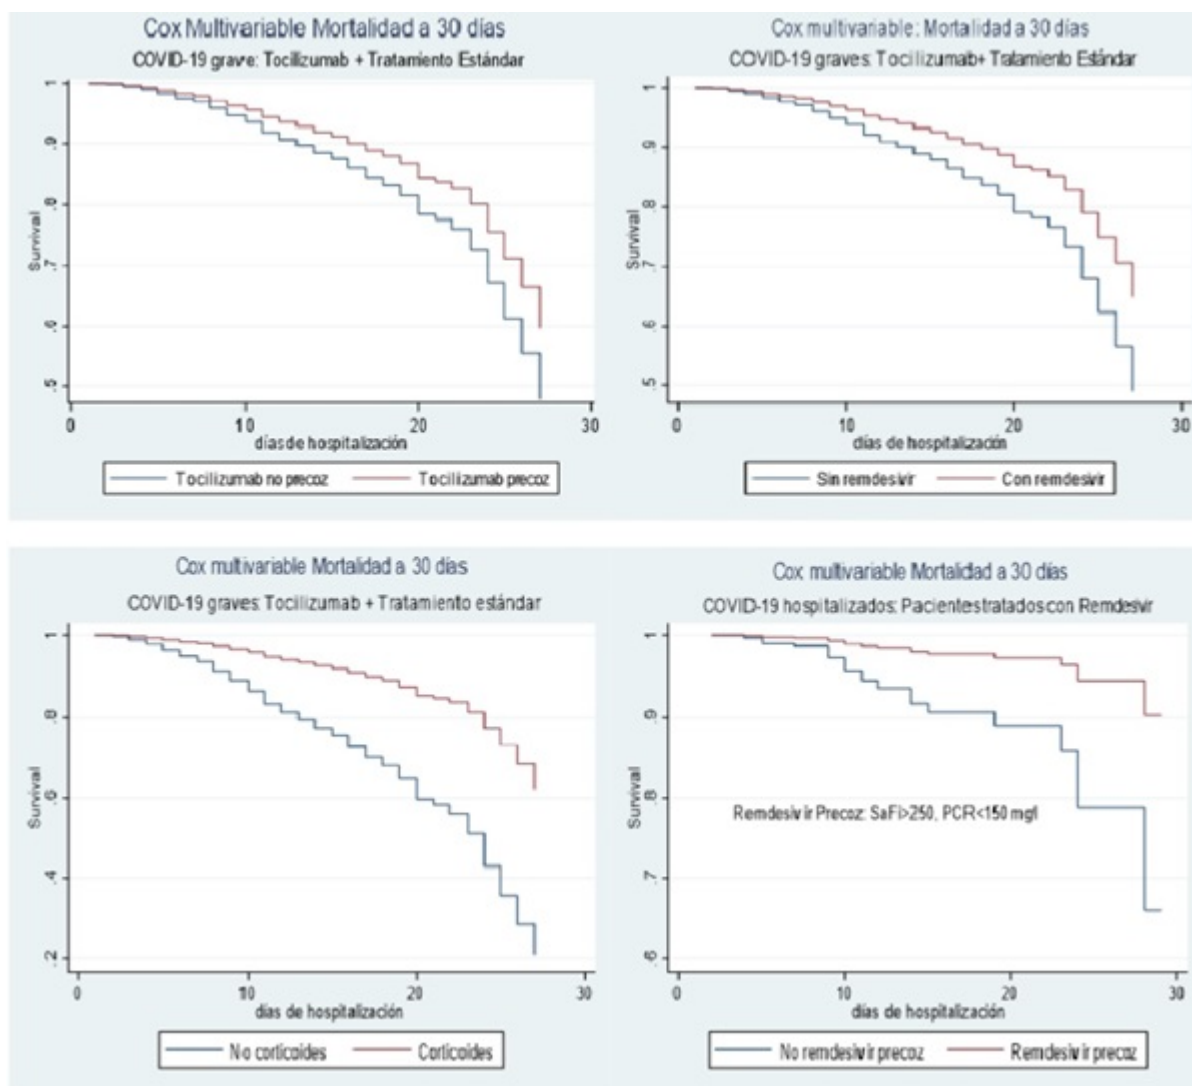 Cox Multivariable Mortalidad a 30 días
COVID-19 grave: Tocilizumab + Tratamiento Estándar
Survival
1
.9
.8
.7
.6
.5
0
10
20
30
días de hospitalización
Tocilizumab no precoz
Tocilizumab precoz
Cox multivariable: Mortalidad a 30 días
COVID-19 graves: Tocilizumab+ Tratamiento Estándar
Survival
1
.9
.8
.7
.6
.5
0
10
20
30
días de hospitalización
Sin remdesivir
Con remdesivir
Cox multivariable Mortalidad a 30 días
COVID-19 graves: Tocilizumab + Tratamiento estándar
Survival
1
.8
.6
.4
.2
0
10
20
30
días de hospitalización
No corticoides
Corticoides
Cox multivariable Mortalidad a 30 días
COVID-19 hospitalizados: Pacientes tratados con Remdesivir
Survival
1
.9
.8
.7
.6
Remdesivir Precoz: SaFi>250, PCR<150 mgl
0
10
20
30
días de hospitalización
No remdesivir precoz
Remdesivir precoz